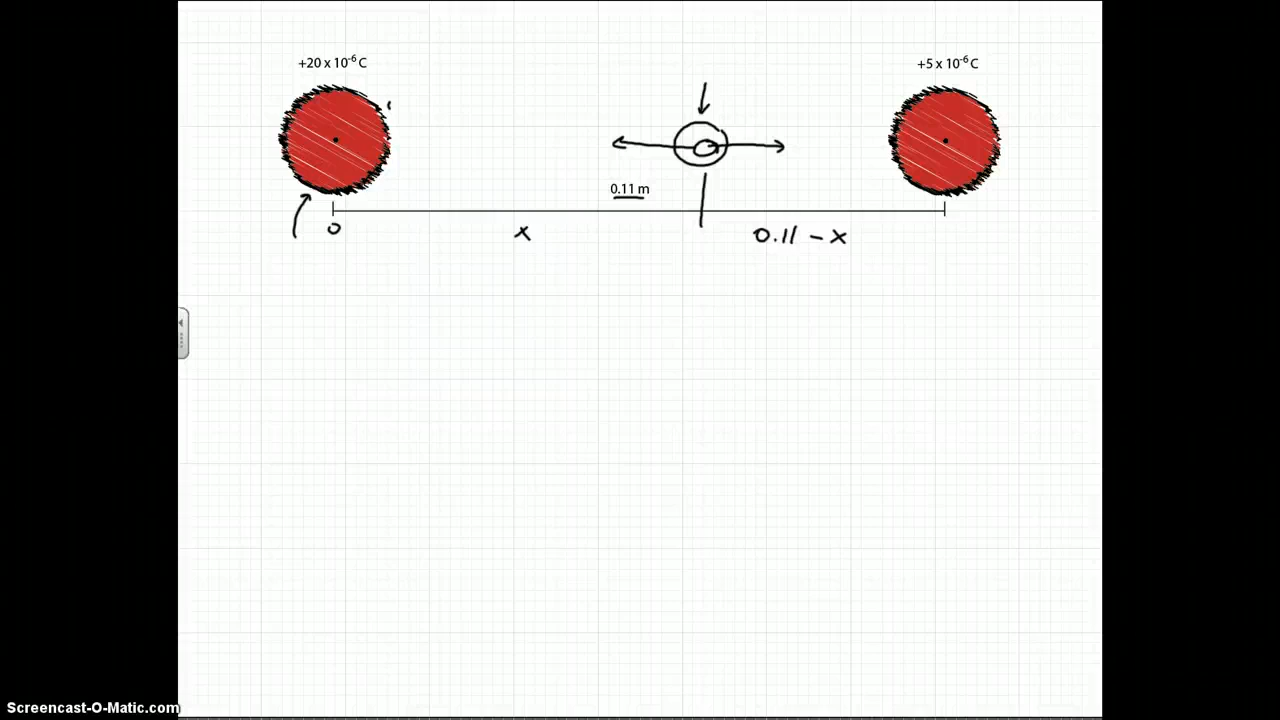 +20 x 10⁻⁶ C
+5 x 10⁻⁶ C
0.11 m
0
x
0.11 - x
Screencast-O-Matic.com